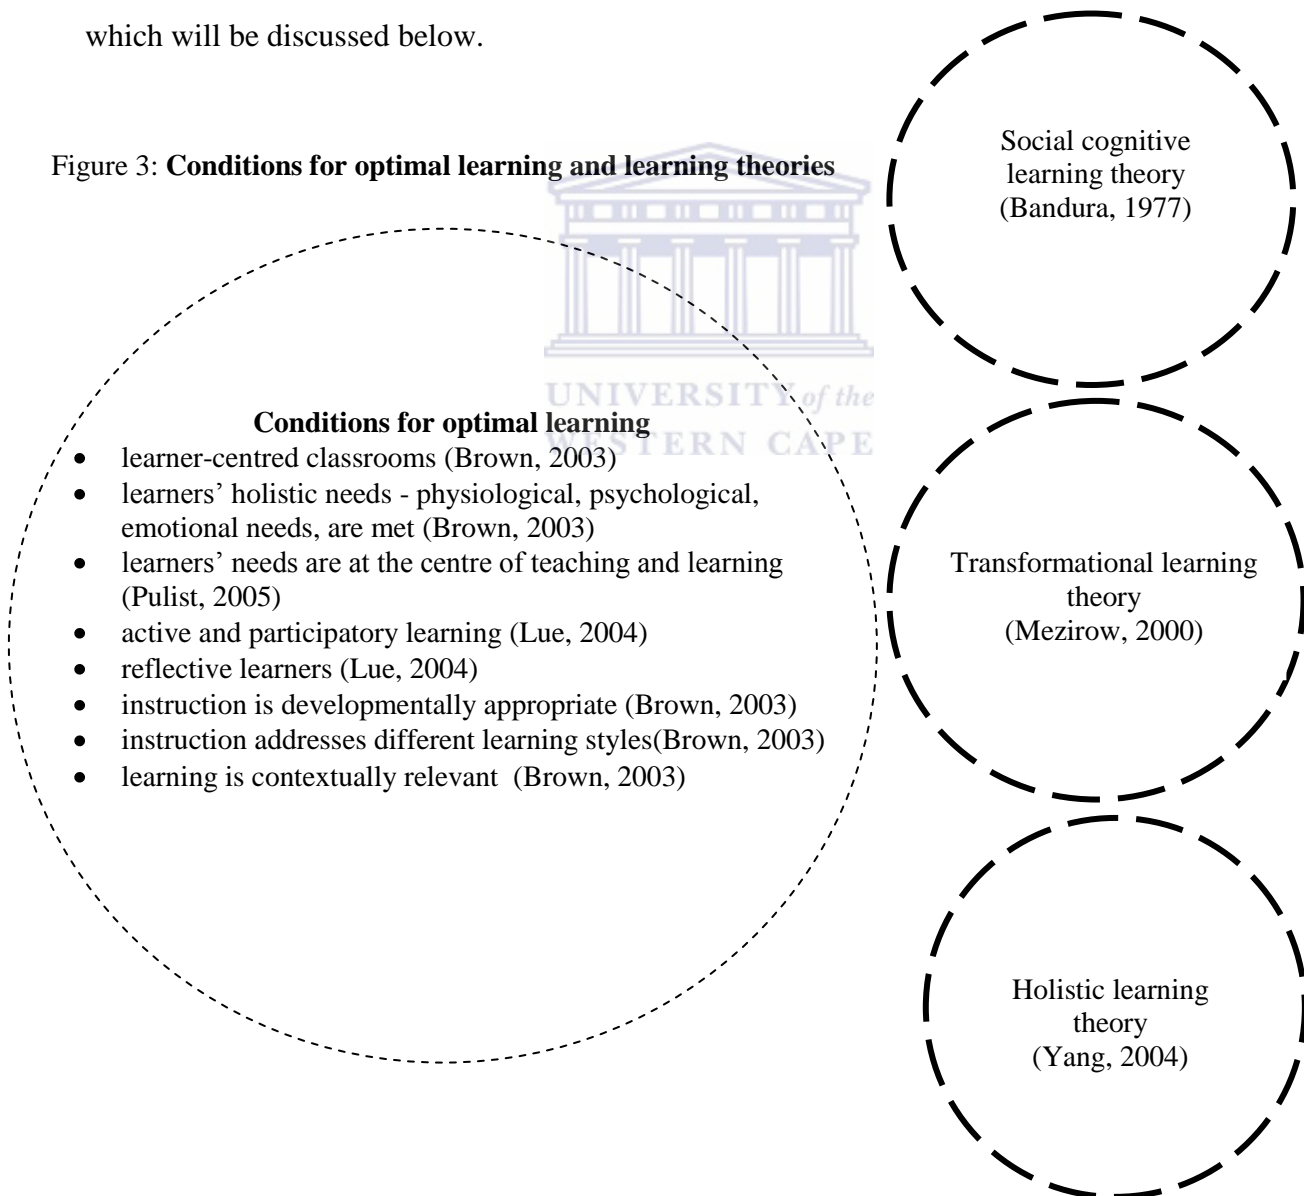 which will be discussed below.
Figure 3: Conditions for optimal learning and learning theories
UNIVERSITY of the
WESTERN CAPE
Conditions for optimal learning
• learner-centred classrooms (Brown, 2003)
• learners’ holistic needs - physiological, psychological,
emotional needs, are met (Brown, 2003)
• learners’ needs are at the centre of teaching and learning
(Pulist, 2005)
• active and participatory learning (Lue, 2004)
• reflective learners (Lue, 2004)
• instruction is developmentally appropriate (Brown, 2003)
• instruction addresses different learning styles(Brown, 2003)
• learning is contextually relevant (Brown, 2003)
Social cognitive
learning theory
(Bandura, 1977)
Transformational learning
theory
(Mezirow, 2000)
Holistic learning
theory
(Yang, 2004)